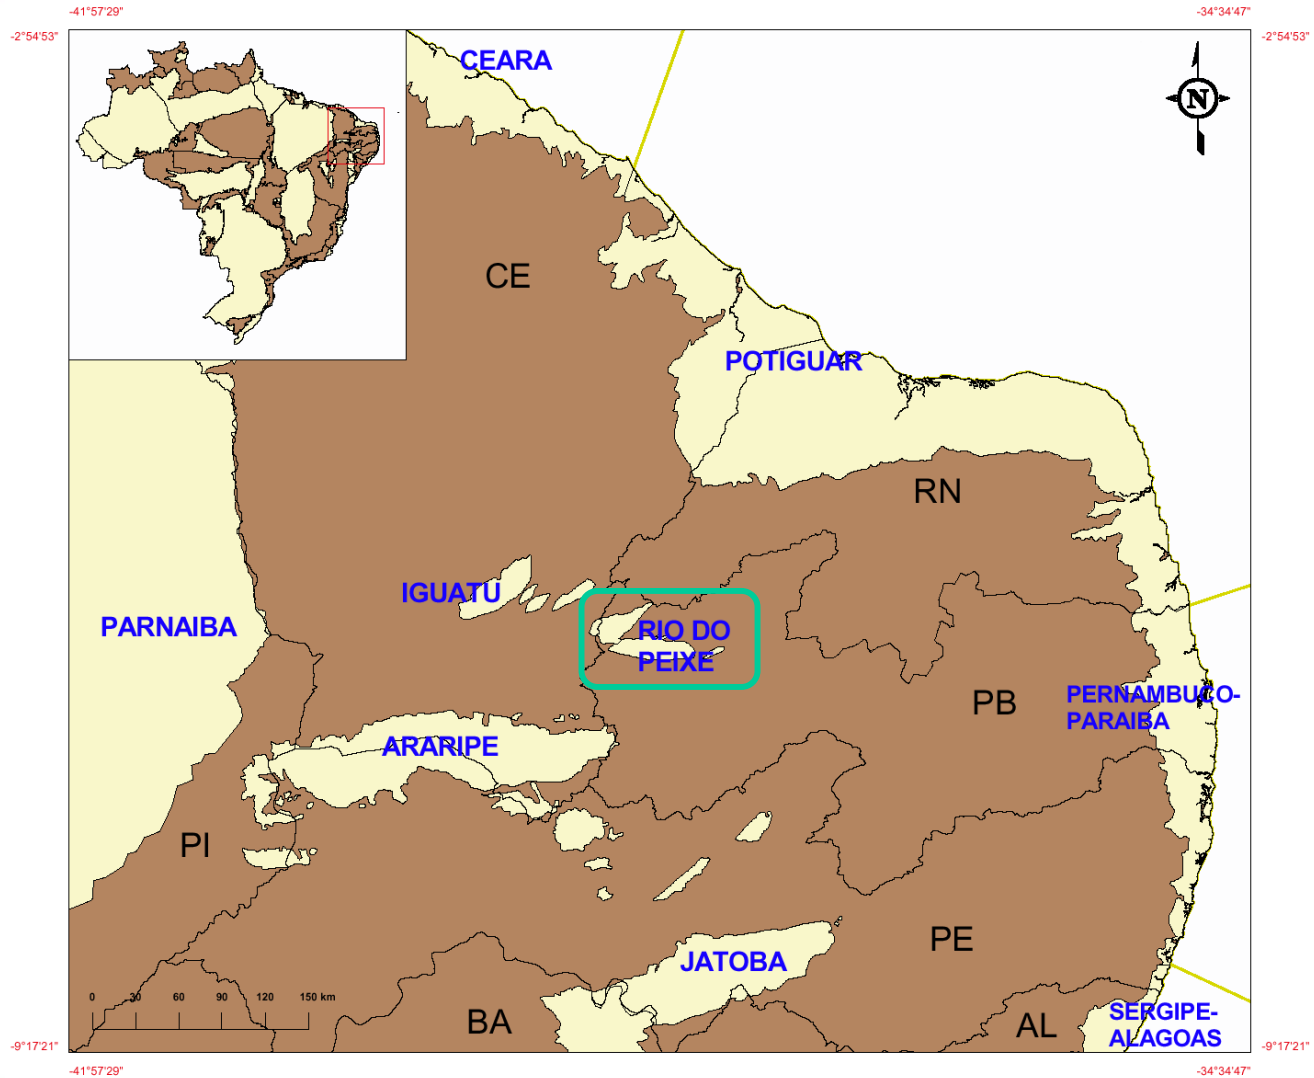 -41°57'29"
-34°34'47"
-2°54'53"
-2°54'53"
CEARA
N
CE
POTIGUAR
RN
IGUATU
PARNAIBA
RIO DO
PEIXE
PB
PERNAMBUCO-
PARAIBA
ARARIPE
PI
PE
JATOBA
0 30 60 90 120 150 km
BA
AL
SERGIPE-
ALAGOAS
-9°17'21"
-9°17'21"
-41°57'29"
-34°34'47"